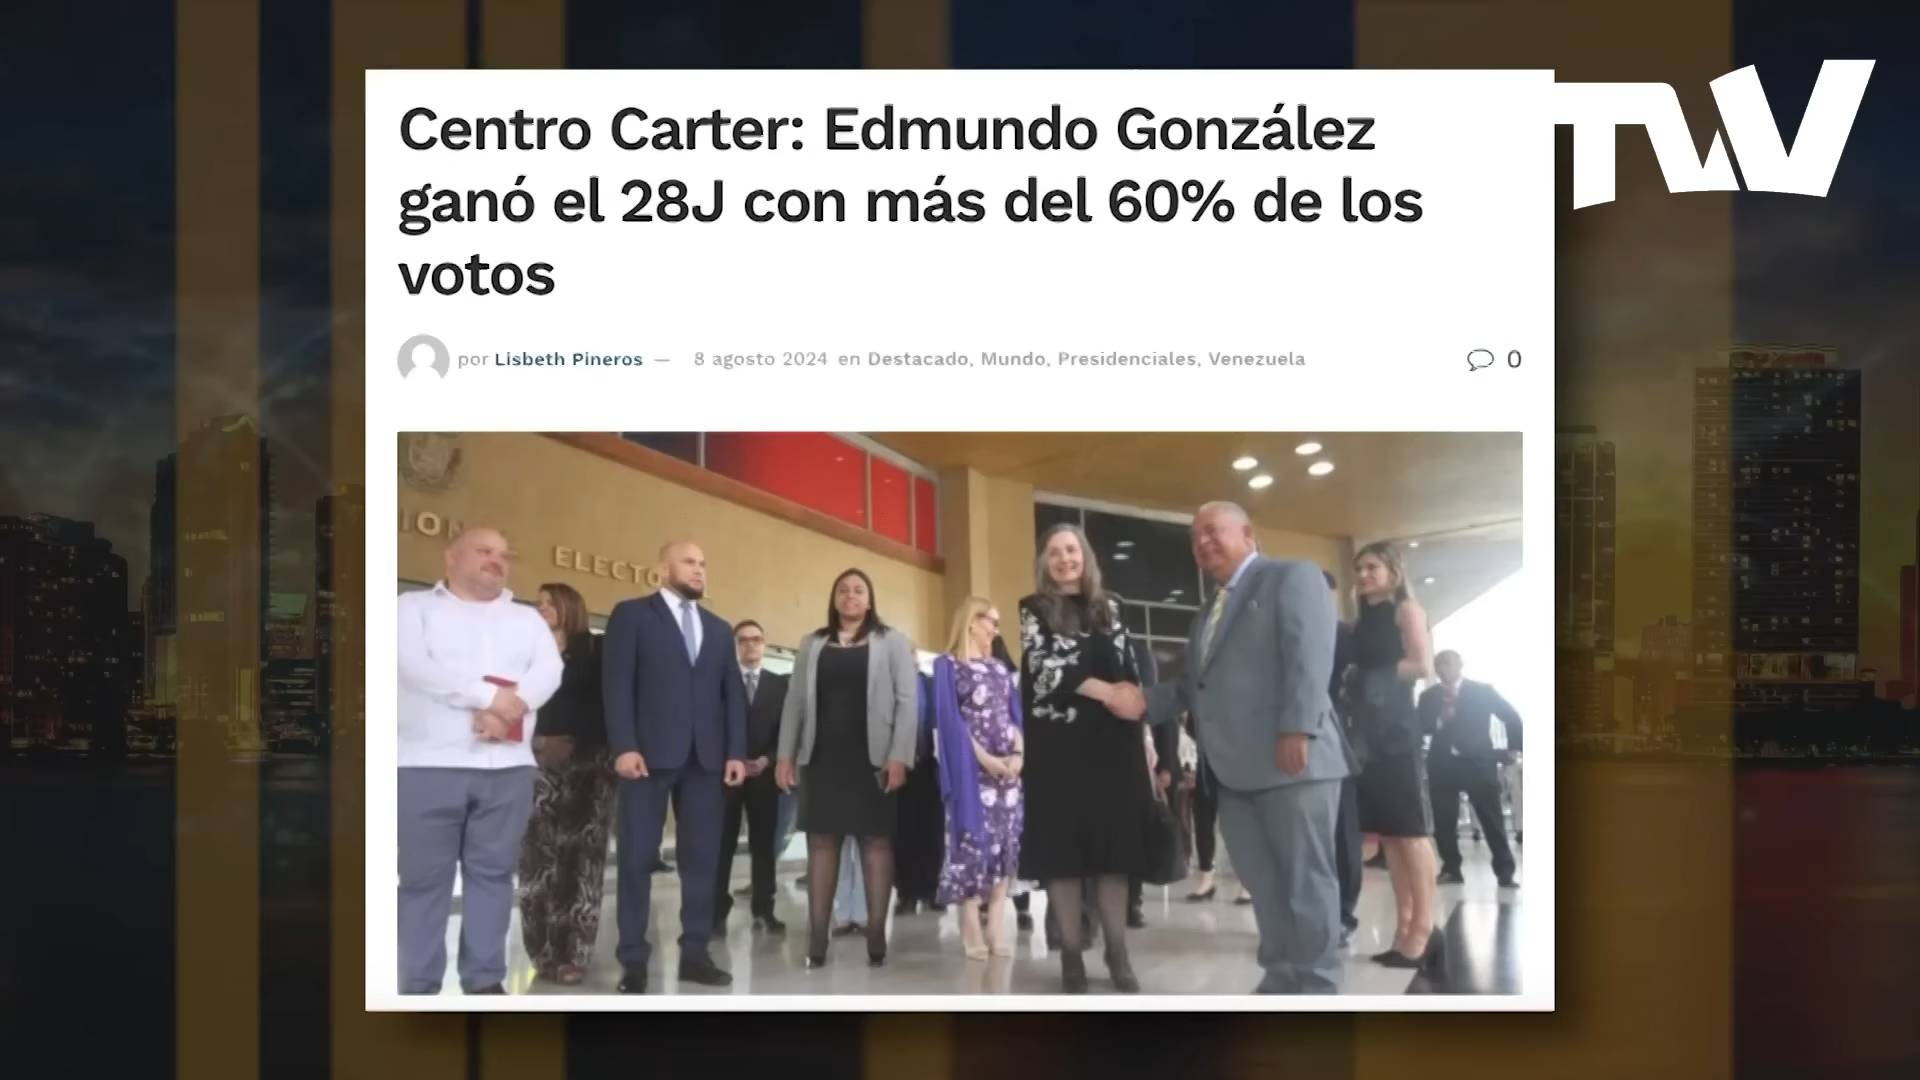 Centro Carter: Edmundo González
ganó el 28J con más del 60% de los
votos
por Lisbeth Pineros — 8 agosto 2024 en Destacado, Mundo, Presidenciales, Venezuela
0
TVV
ELECTO